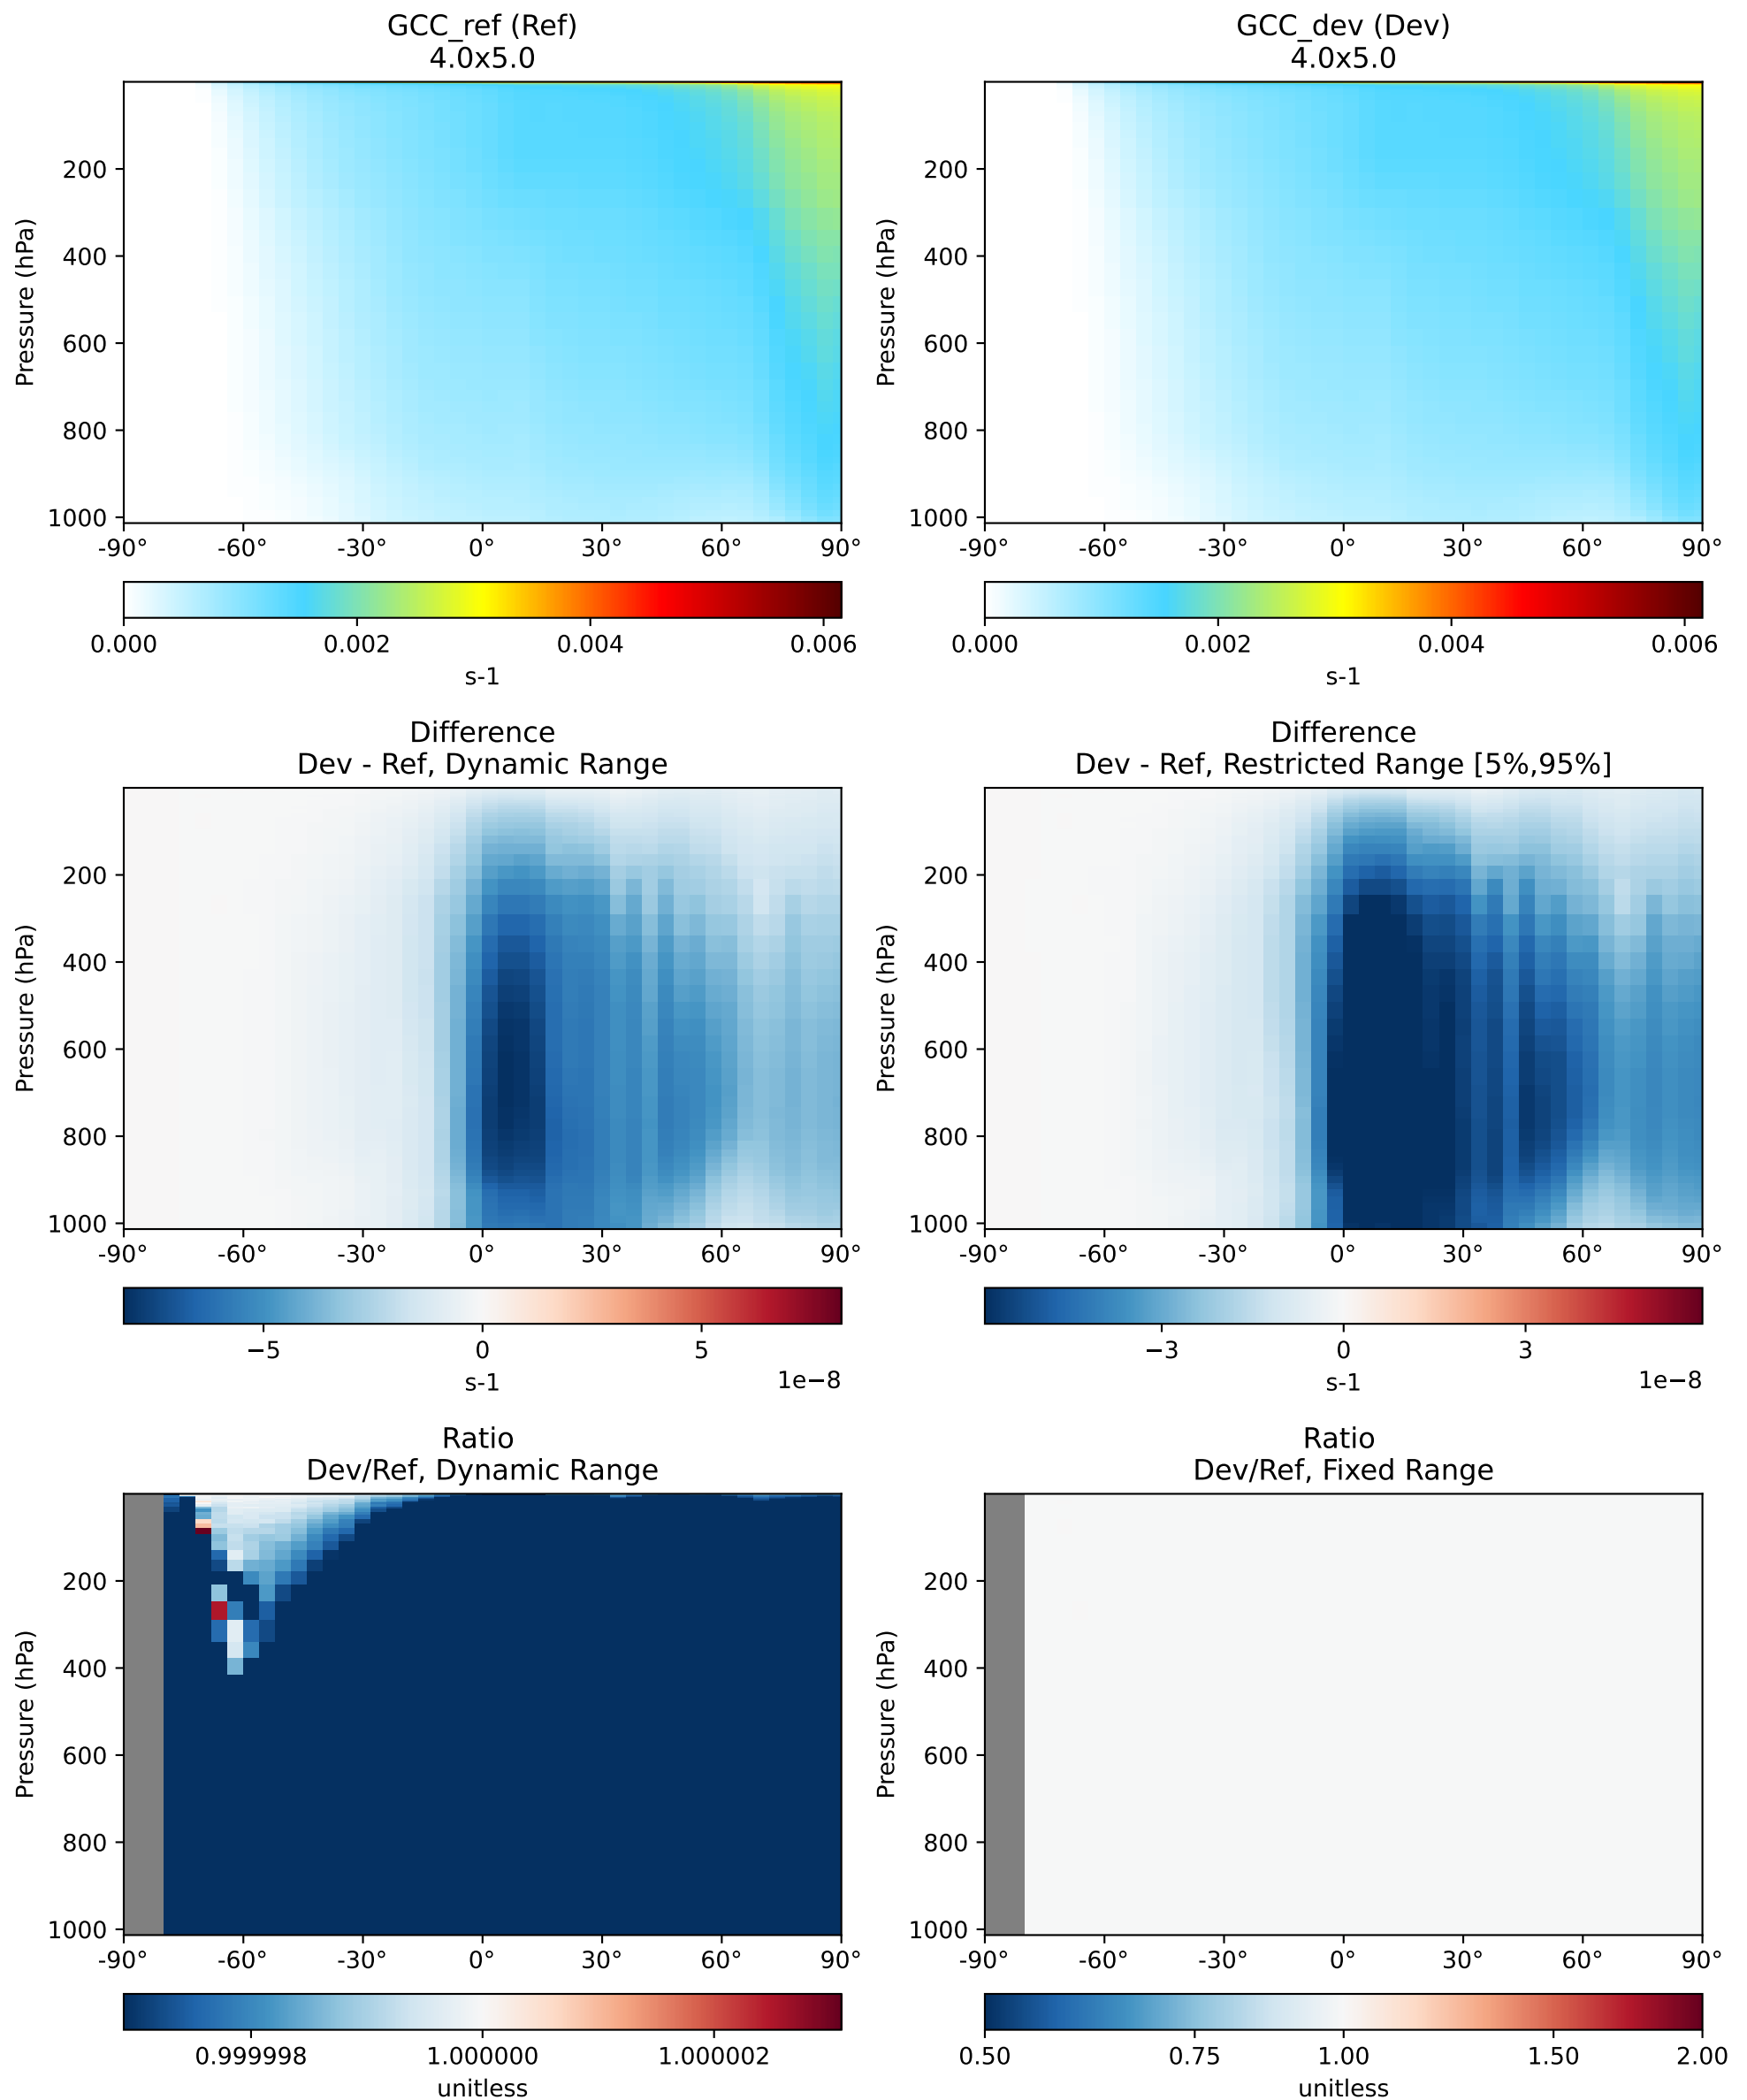 GCC_ref (Ref)
4.0x5.0
Pressure (hPa)
200
400
600
800
1000
-90° -60° -30° 0° 30° 60° 90°
0.000 0.002 0.004 0.006
s-1
GCC_dev (Dev)
4.0x5.0
Pressure (hPa)
200
400
600
800
1000
-90° -60° -30° 0° 30° 60° 90°
0.000 0.002 0.004 0.006
s-1
Difference
Dev - Ref, Dynamic Range
Pressure (hPa)
200
400
600
800
1000
-90° -60° -30° 0° 30° 60° 90°
−5 0 5
s-1 1e−8
Difference
Dev - Ref, Restricted Range [5%,95%]
Pressure (hPa)
200
400
600
800
1000
-90° -60° -30° 0° 30° 60° 90°
−3 0 3
s-1 1e−8
Ratio
Dev/Ref, Dynamic Range
Pressure (hPa)
200
400
600
800
1000
-90° -60° -30° 0° 30° 60° 90°
0.999998 1.000000 1.000002
unitless
Ratio
Dev/Ref, Fixed Range
Pressure (hPa)
200
400
600
800
1000
-90° -60° -30° 0° 30° 60° 90°
0.50 0.75 1.00 1.50 2.00
unitless